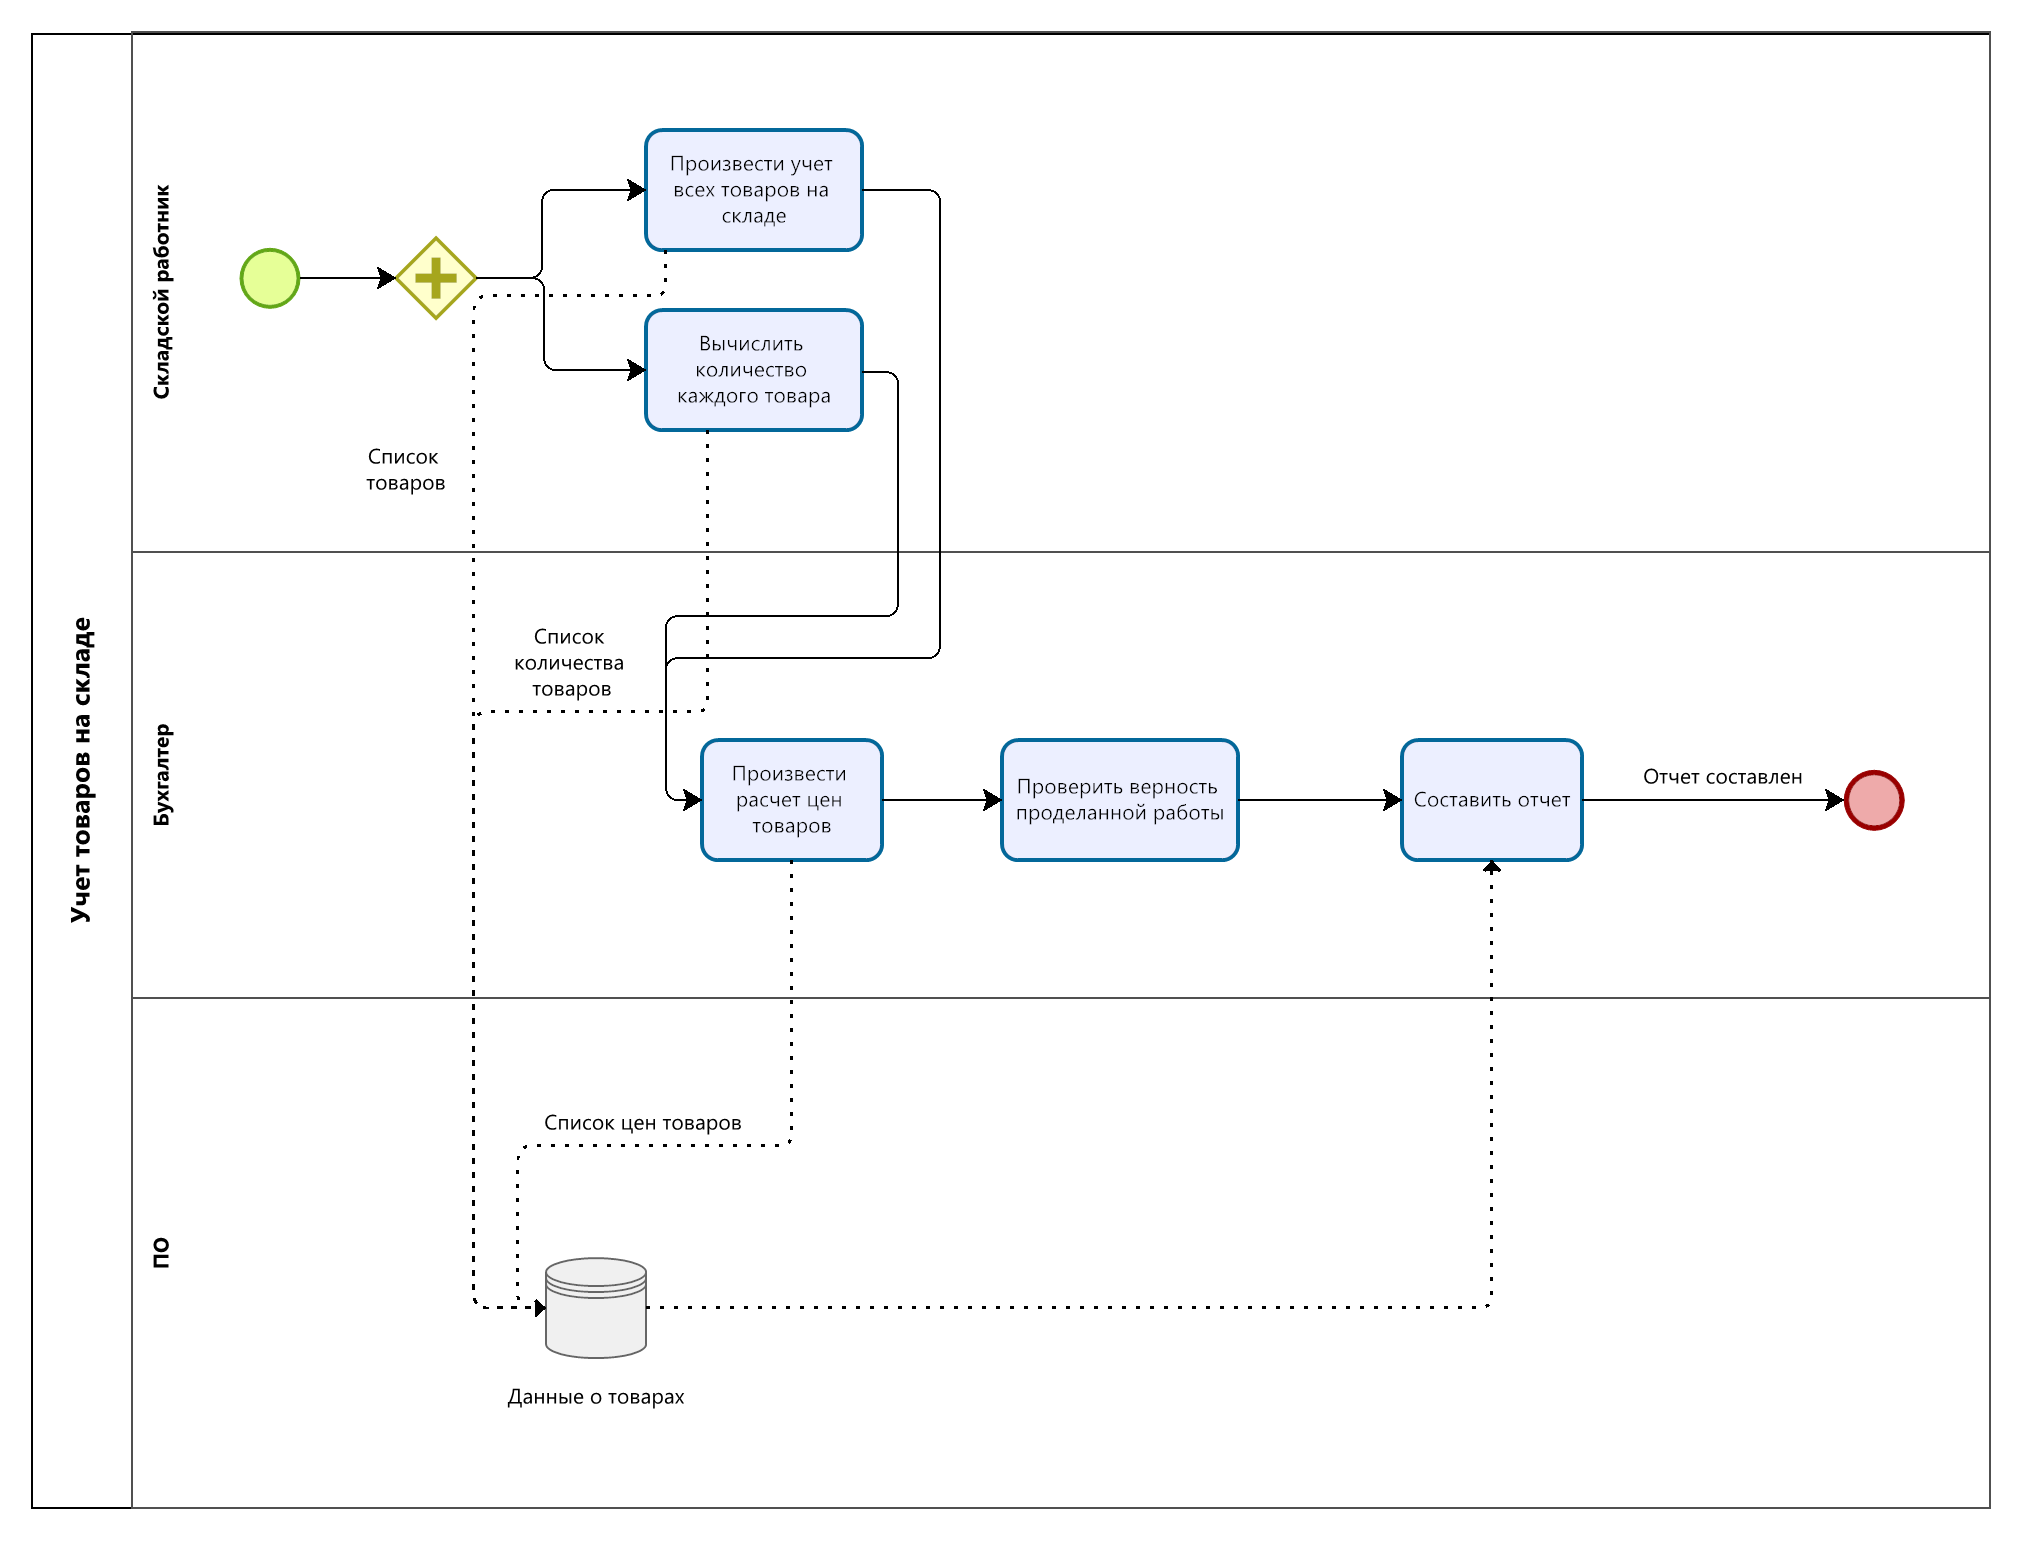 Учет товаров на складе
Складской работник
Произвести учет
всех товаров на
складе
Вычислить
количество
каждого товара
Список
товаров
Бухгалтер
Список
количества
товаров
Произвести
расчет цен
товаров
Проверить верность
проделанной работы
Составить отчет
Отчет составлен
ПО
Список цен товаров
Данные о товарах